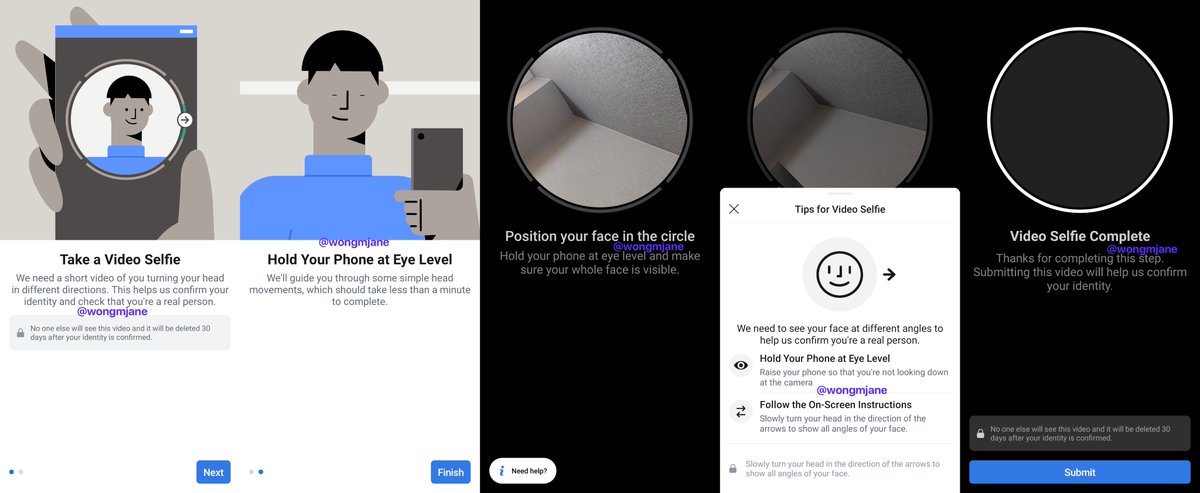 @wongmjane
Take a Video Selfie
We need a short video of you turning your head
in different directions. This helps us confirm your
identity and check that you're a real person.
@wongmjane
No one else will see this video and it will be deleted 30
days after your identity is confirmed.
Next
Hold Your Phone at Eye Level
We'll guide you through some simple head
movements, which should take less than a minute
to complete.
Finish
Position your face in the circle
@wongmjane
Hold your phone at eye level and make
sure your whole face is visible.
Need help?
Tips for Video Selfie
We need to see your face at different angles to
help us confirm you're a real person.
Hold Your Phone at Eye Level
Raise your phone so that you're not looking down
at the camera
@wongmjane
Follow the On-Screen Instructions
Slowly turn your head in the direction of the
arrows to show all angles of your face.
Slowly turn your head in the direction of the arrows to
show all angles of your face.
Video Selfie Complete
@wongmjane
Thanks for completing this step.
Submitting this video will help us confirm
your identity.
No one else will see this video and it will be deleted 30
days after your identity is confirmed.
Submit